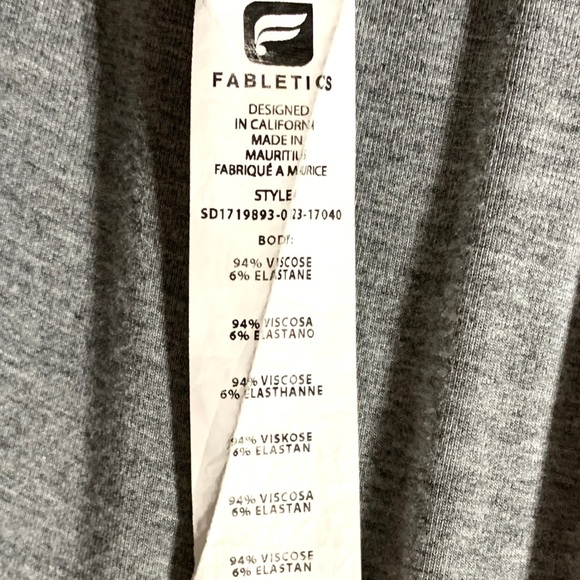 FABLETICS
DESIGNED
IN CALIFORNIA
MADE IN
MAURITIUS
FABRIQUÉ A MAURICE
STYLE:
BODY:
94% VISCOSE
6% ELASTANE
94% VISCOSA
6% ELASTANO
94% VISCOSE
6% ELASTHANNE
94% VISKOSE
6% ELASTAN
94% VISCOSA
6% ELASTAN
94% VISCOSE
6% ELASTAN